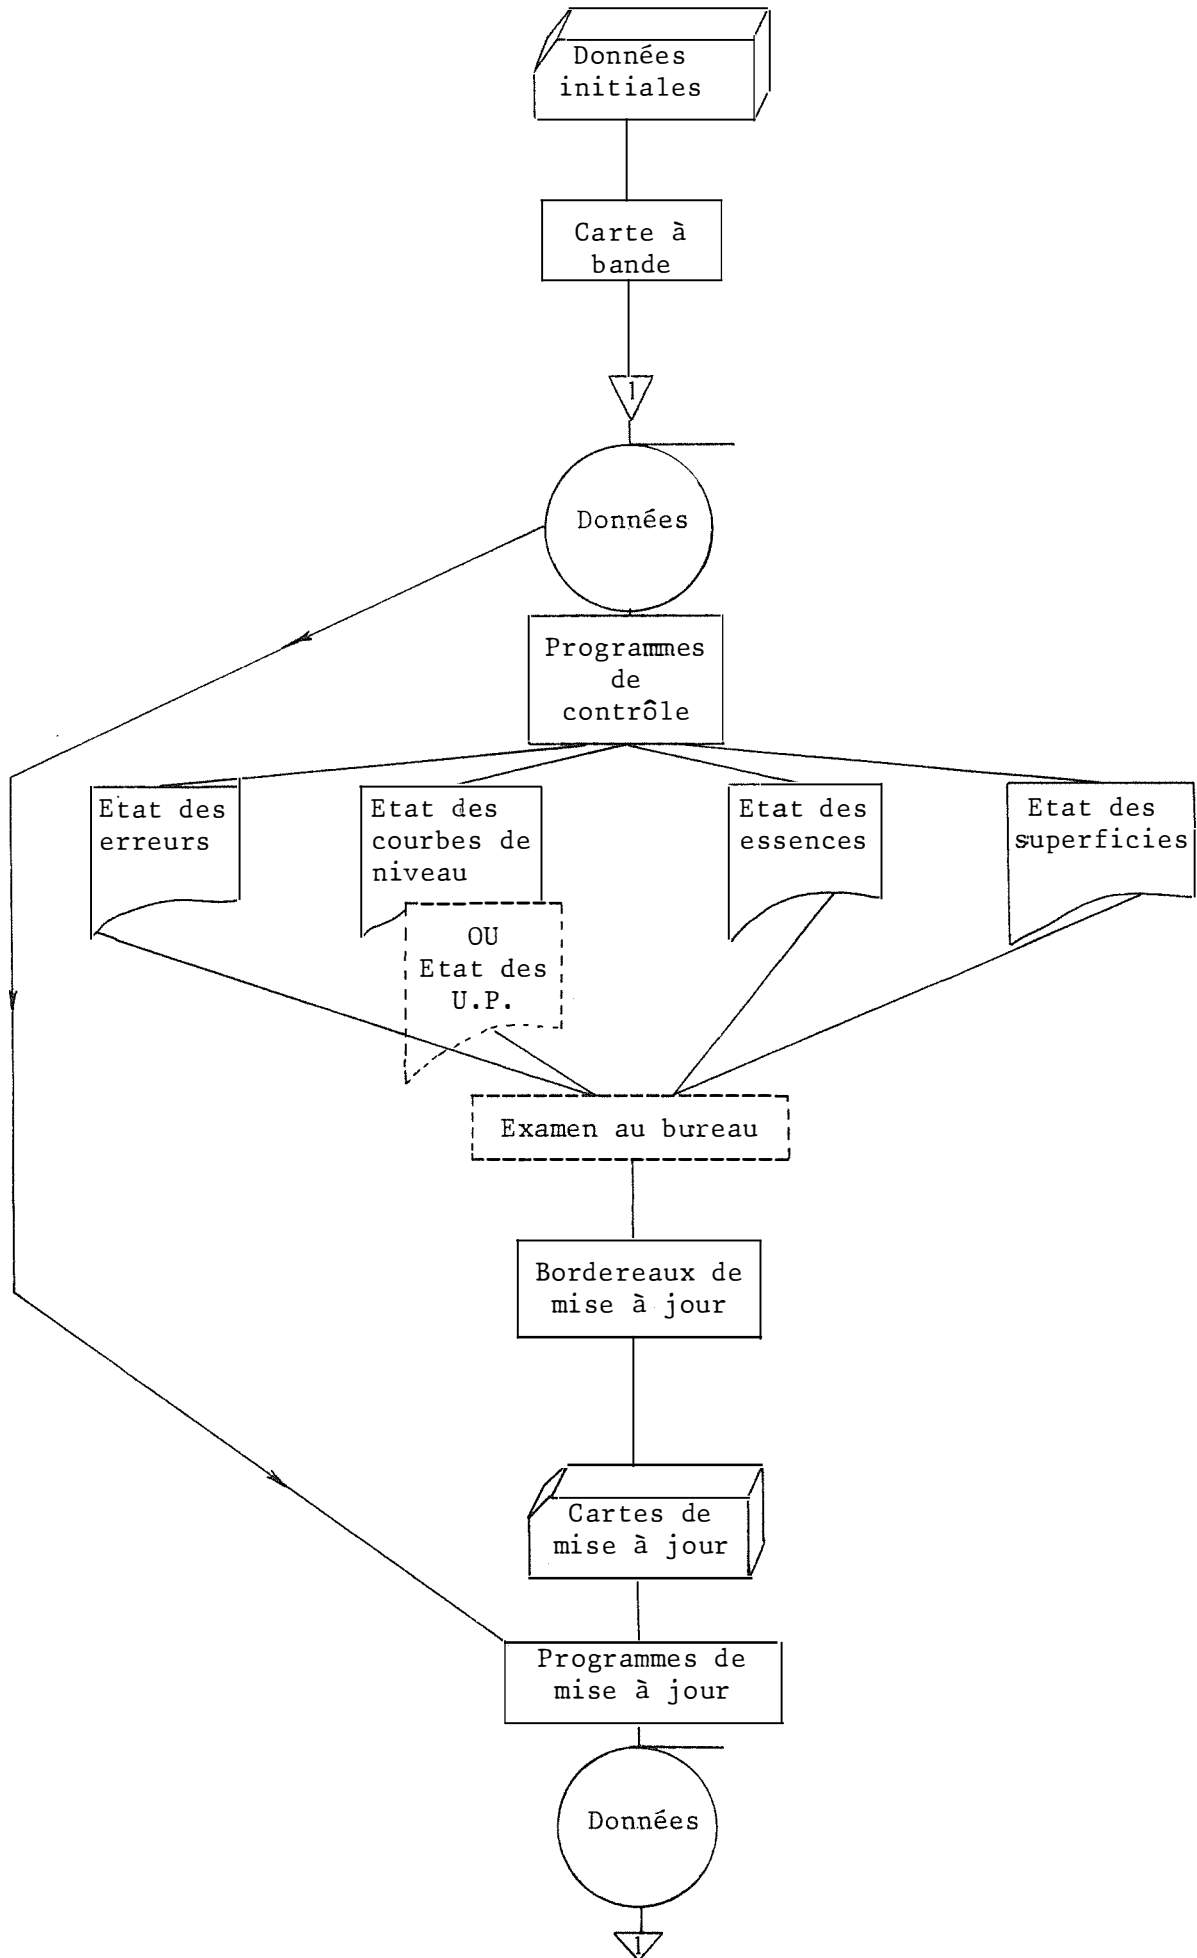 Données
initiales
Carte à
bande
1
Données
Programmes
de
contrôle
Etat des
erreurs
Etat des
courbes de
niveau
OU
Etat des
U.P.
Etat des
essences
Etat des
superficies
Examen au bureau
Bordereaux de
mise à jour
Cartes de
mise à jour
Programmes de
mise à jour
Données
1